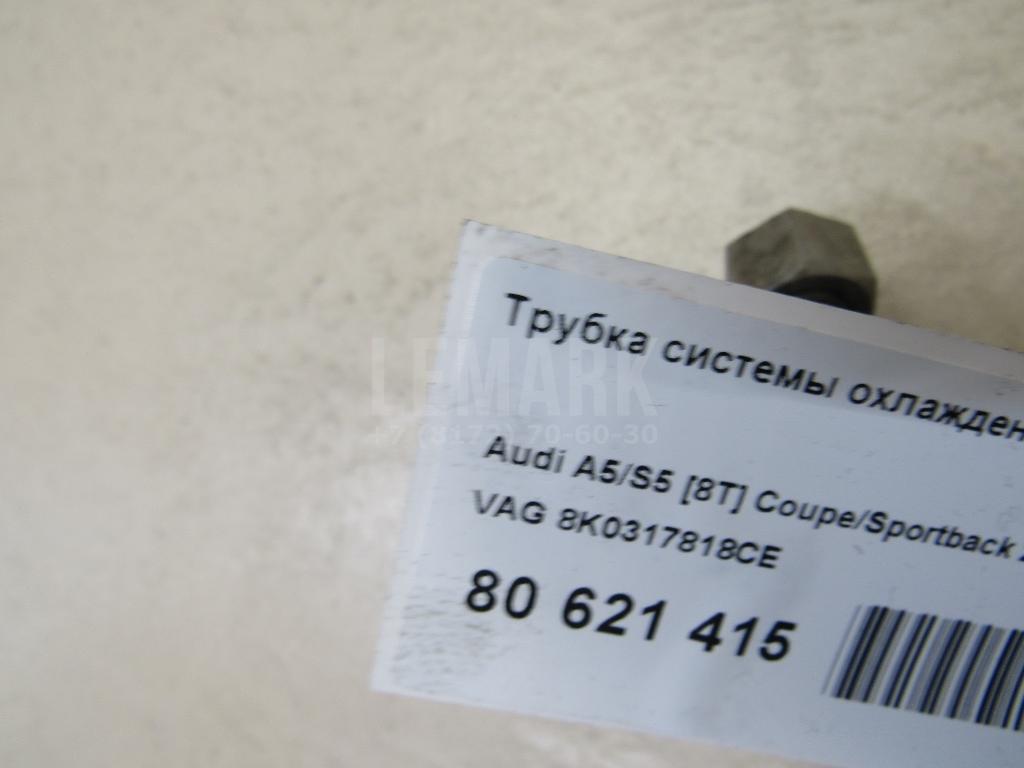 Трубка системы охлажден
Audi A5/S5 [8T] Coupe/Sportback
VAG 8K0317818CE
80 621 415
LEMARK
+7 (8172) 70-60-30